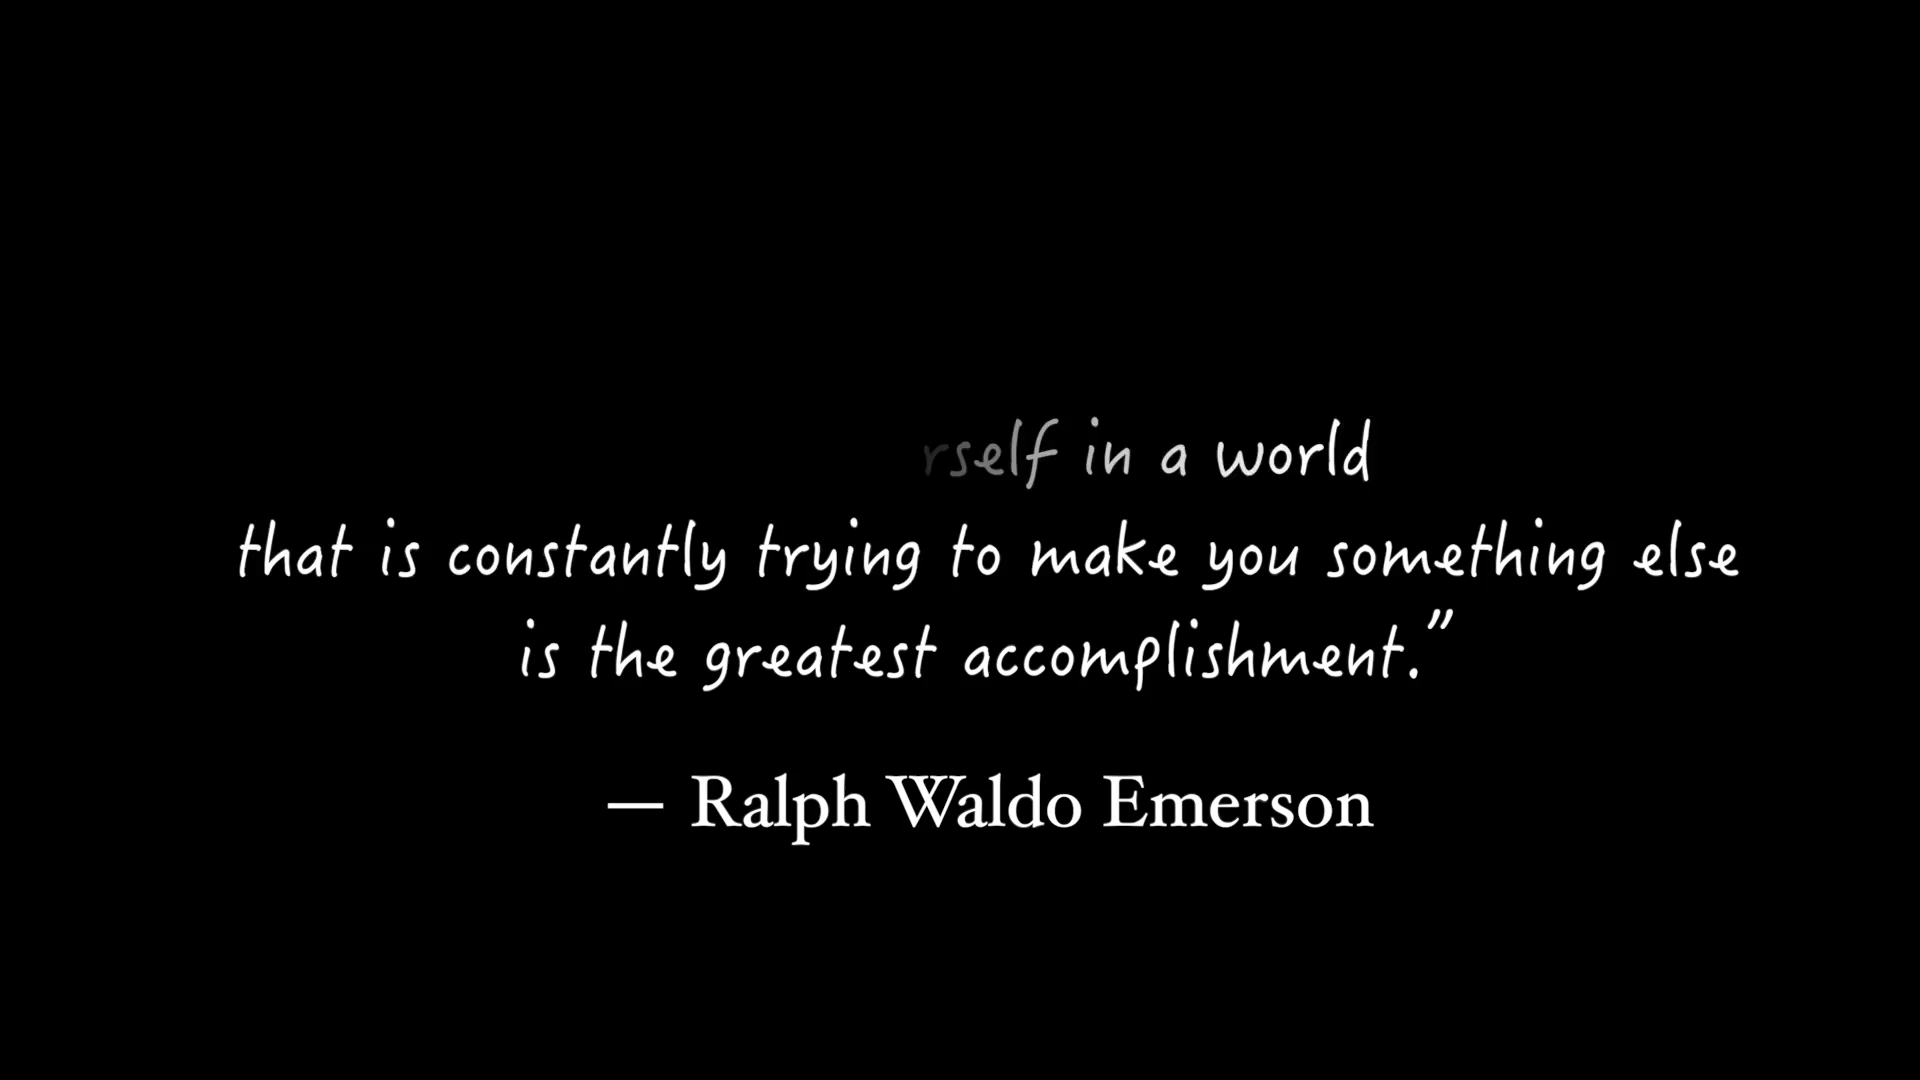 rself in a world
that is constantly trying to make you something else
is the greatest accomplishment.”
— Ralph Waldo Emerson